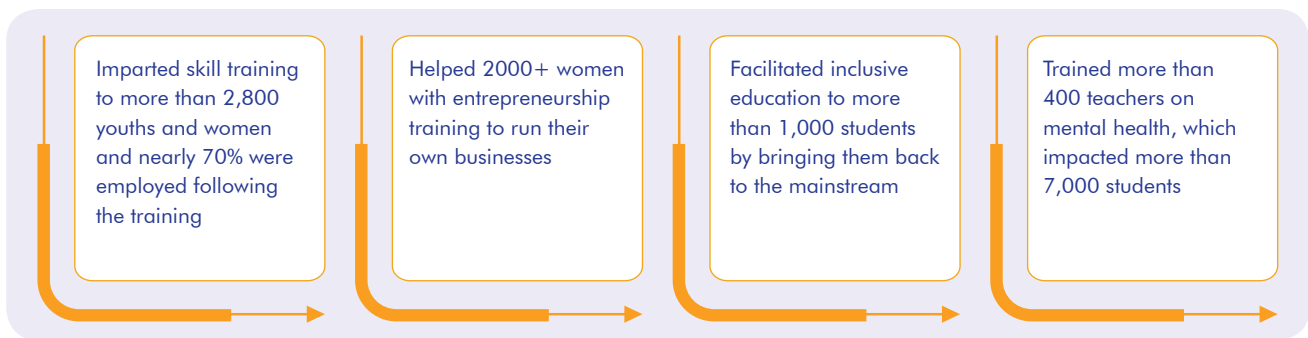 Imparted skill training
to more than 2,800
youths and women
and nearly 70% were
employed following
the training
Helped 2000+ women
with entrepreneurship
training to run their
own businesses
Facilitated inclusive
education to more
than 1,000 students
by bringing them back
to the mainstream
Trained more than
400 teachers on
mental health, which
impacted more than
7,000 students